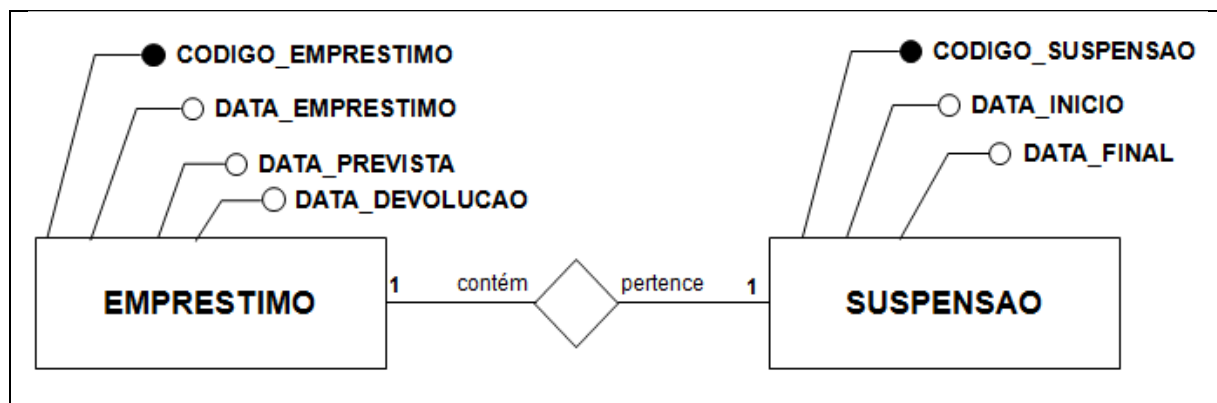 CODIGO_EMPRESTIMO
DATA_EMPRESTIMO
DATA_PREVISTA
DATA_DEVOLUCAO
EMPRESTIMO
1
contém
pertence
1
CODIGO_SUSPENSAO
DATA_INICIO
DATA_FINAL
SUSPENSAO